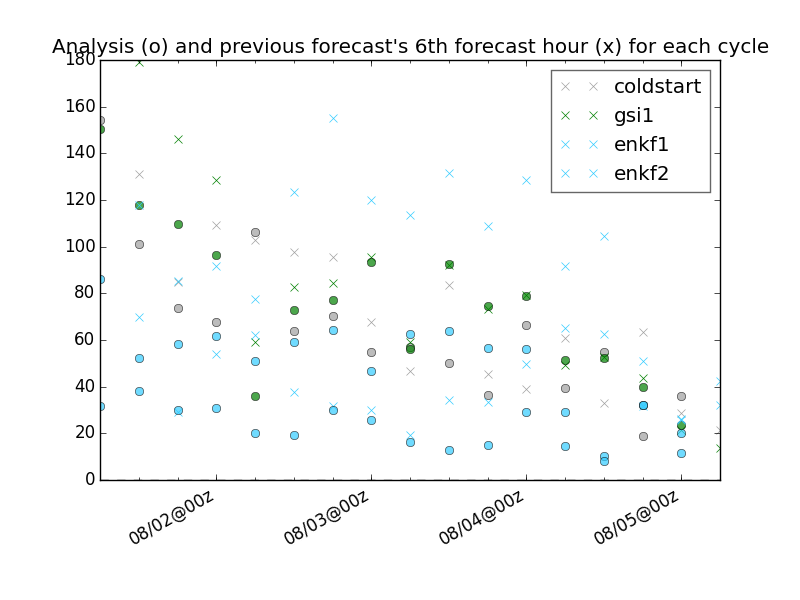 Analysis (o) and previous forecast's 6th forecast hour (x) for each cycle
180
160
140
120
100
80
60
40
20
0
coldstart
gsi1
enkf1
enkf2
08/02@00z
08/03@00z
08/04@00z
08/05@00z